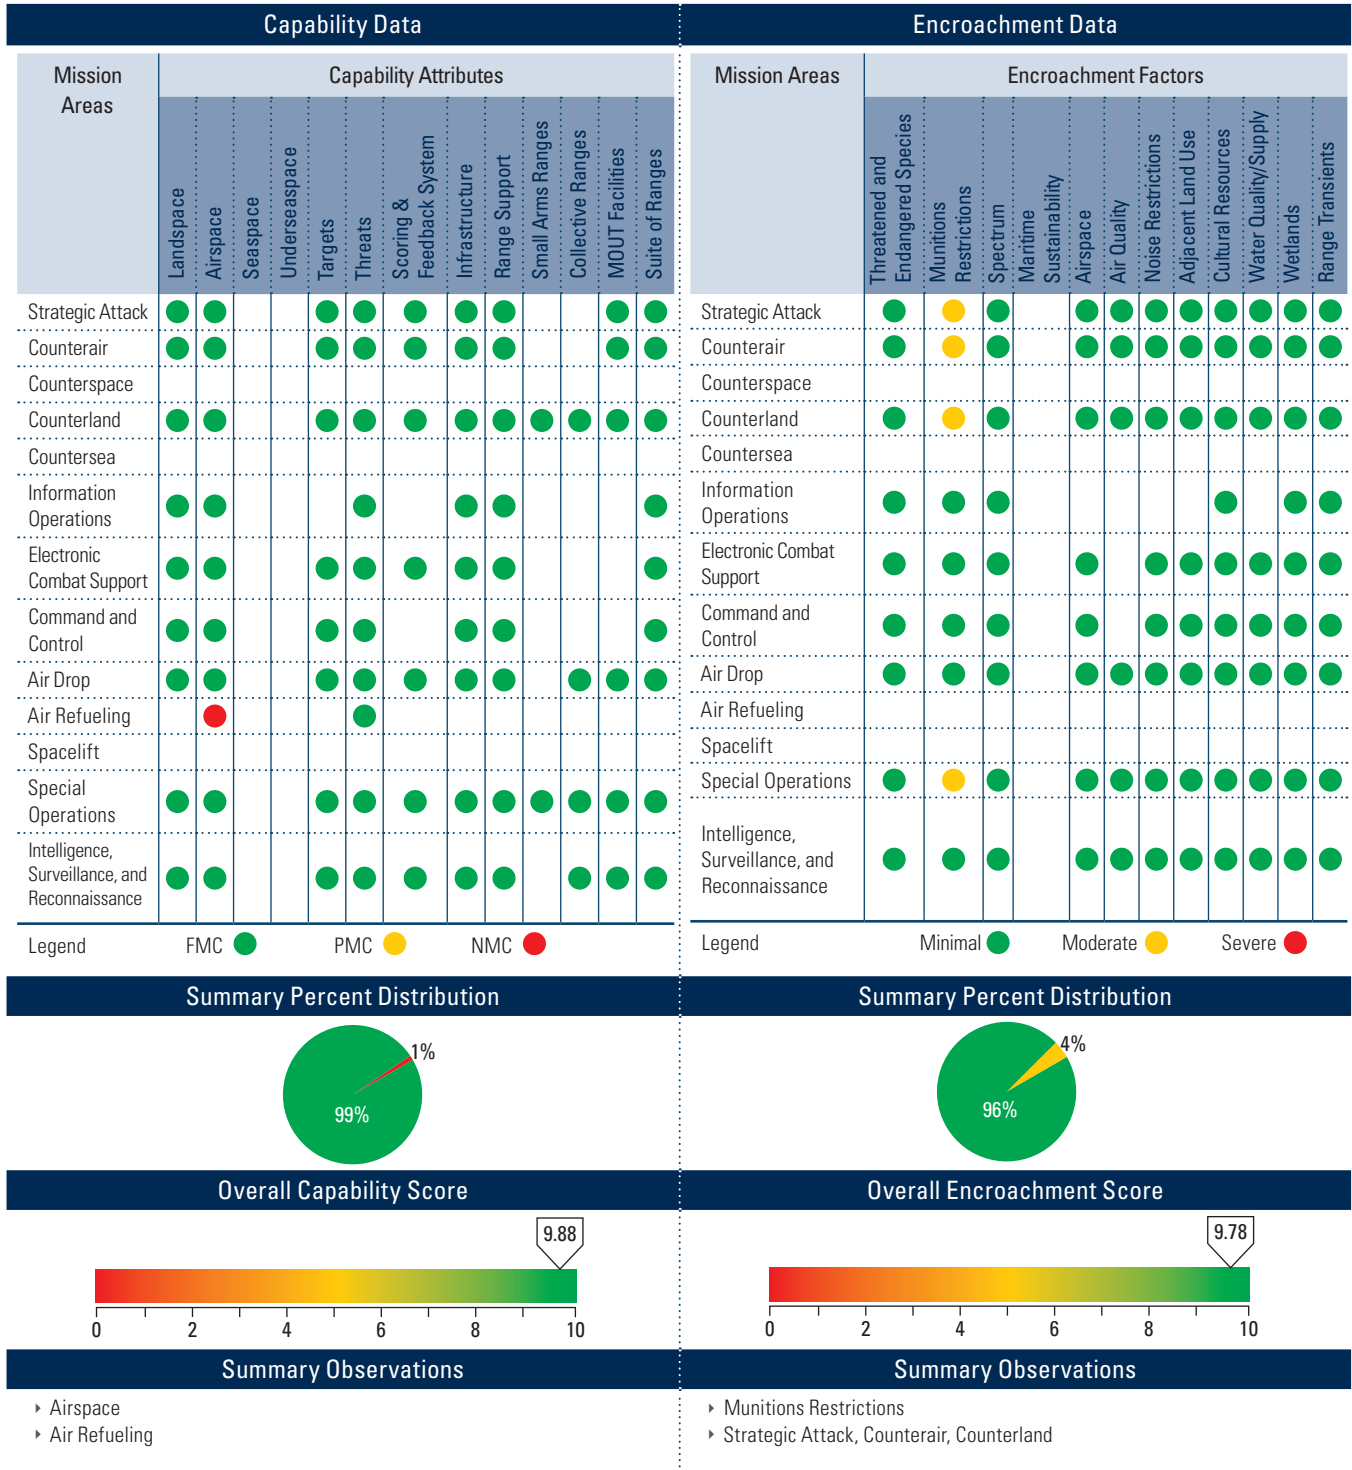 Capability Data
Mission
Areas
Capability Attributes
Landspace
Airspace
Seaspace
Underseaspace
Targets
Threats
Scoring &
Feedback System
Infrastructure
Range Support
Small Arms Ranges
Collective Ranges
MOUT Facilities
Suite of Ranges
Strategic Attack
Counterair
Counterspace
Counterland
Countersea
Information
Operations
Electronic
Combat Support
Command and
Control
Air Drop
Air Refueling
Spacelift
Special
Operations
Intelligence,
Surveillance, and
Reconnaissance
Legend FMC PMC NMC
Summary Percent Distribution
1%
99%
Overall Capability Score
9.88
0 2 4 6 8 10
Summary Observations
Airspace
Air Refueling
Encroachment Data
Mission Areas
Encroachment Factors
Threatened and
Endangered Species
Munitions
Restrictions
Spectrum
Maritime
Sustainability
Airspace
Air Quality
Noise Restrictions
Adjacent Land Use
Cultural Resources
Water Quality/Supply
Wetlands
Range Transients
Strategic Attack
Counterair
Counterspace
Counterland
Countersea
Information
Operations
Electronic Combat
Support
Command and
Control
Air Drop
Air Refueling
Spacelift
Special Operations
Intelligence,
Surveillance, and
Reconnaissance
Legend Minimal Moderate Severe
Summary Percent Distribution
4%
96%
Overall Encroachment Score
9.78
0 2 4 6 8 10
Summary Observations
Munitions Restrictions
Strategic Attack, Counterair, Counterland